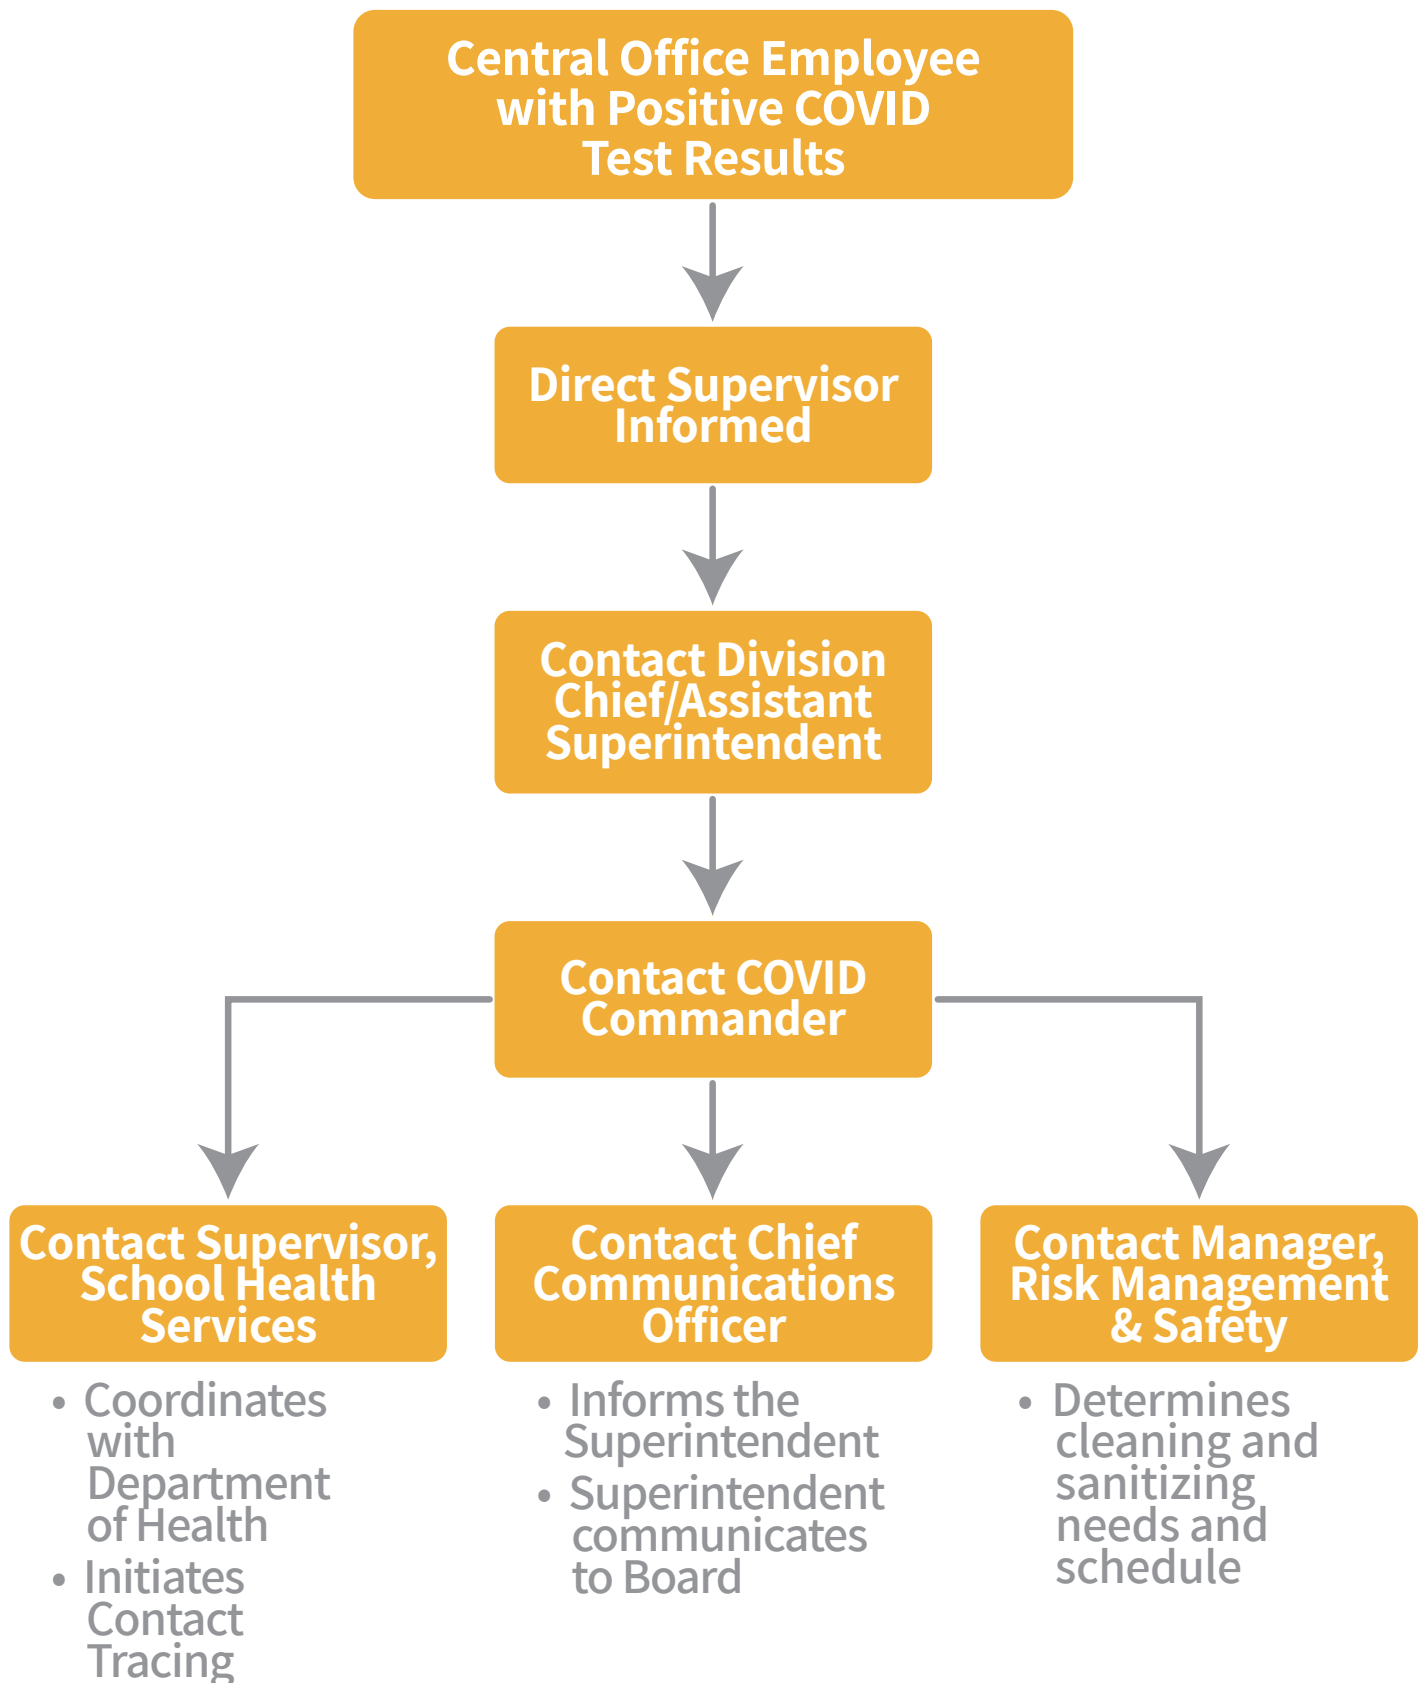 Central Office Employee
with Positive COVID
Test Results
Direct Supervisor
Informed
Contact Division
Chief/Assistant
Superintendent
Contact COVID
Commander
Contact Supervisor,
School Health
Services
• Coordinates
with
Department
of Health
• Initiates
Contact
Tracing
Contact Chief
Communications
Officer
• Informs the
Superintendent
• Superintendent
communicates
to Board
Contact Manager,
Risk Management
& Safety
• Determines
cleaning and
sanitizing
needs and
schedule